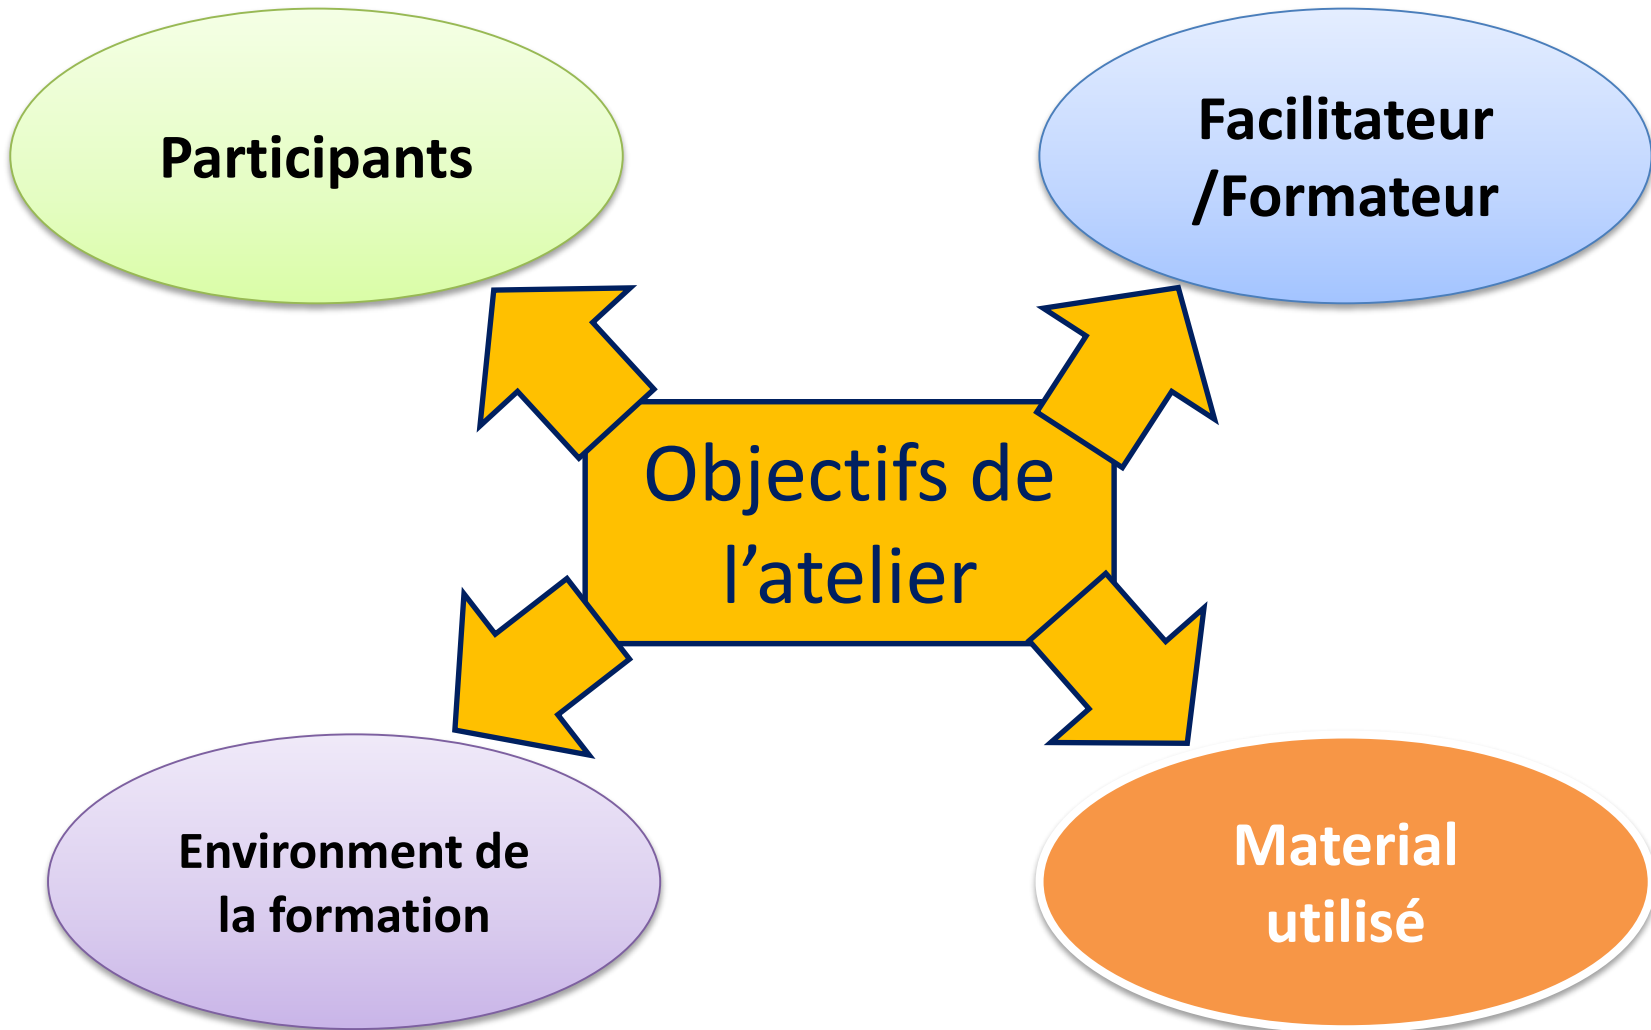 Participants
Facilitateur
/Formateur
Objectifs de
l’atelier
Environment de
la formation
Material
utilisé